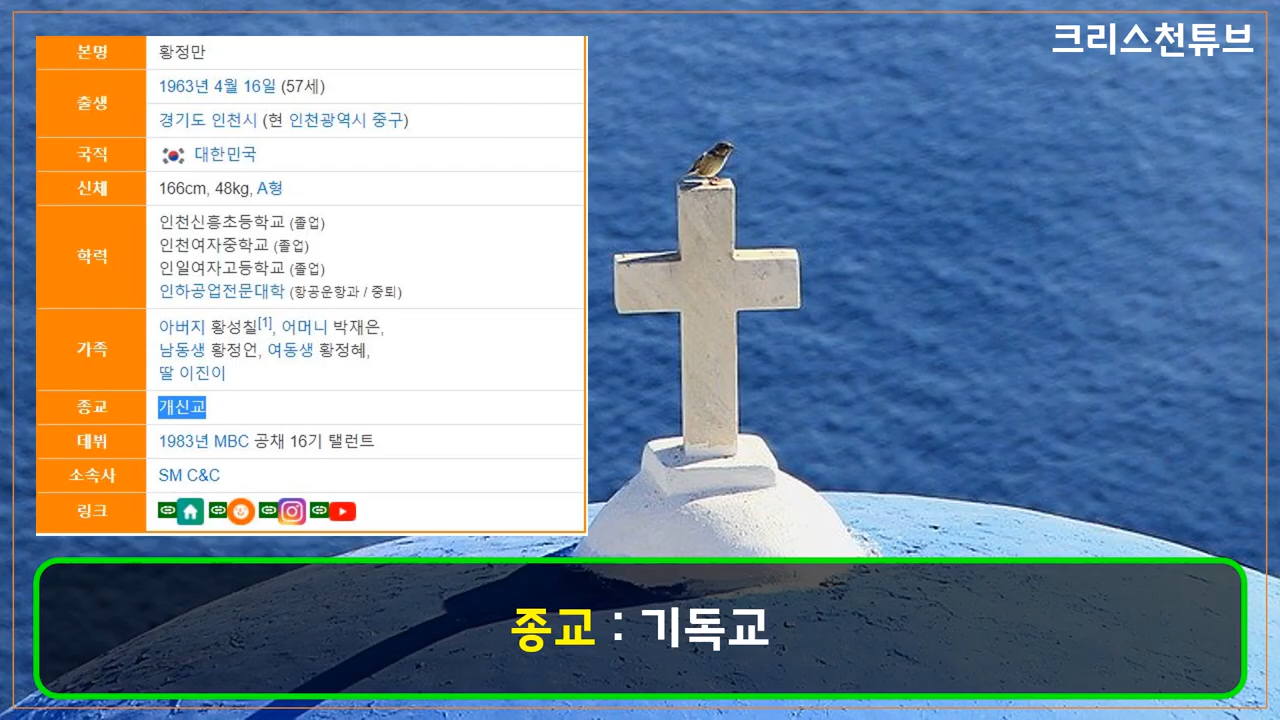 크리스천튜브
본명 황정만
출생 1963년 4월 16일 (57세)
경기도 인천시 (현 인천광역시 중구)
국적 대한민국
신체 166cm, 48kg, A형
학력 인천신흥초등학교 (졸업)
인천여자중학교 (졸업)
인일여자고등학교 (졸업)
인하공업전문대학 (항공운항과 / 중퇴)
가족 아버지 황성칠[1], 어머니 박재은,
남동생 황정언, 여동생 황정혜,
딸 이진이
종교 개신교
데뷔 1983년 MBC 공채 16기 탤런트
소속사 SM C&C
링크
종교 : 기독교